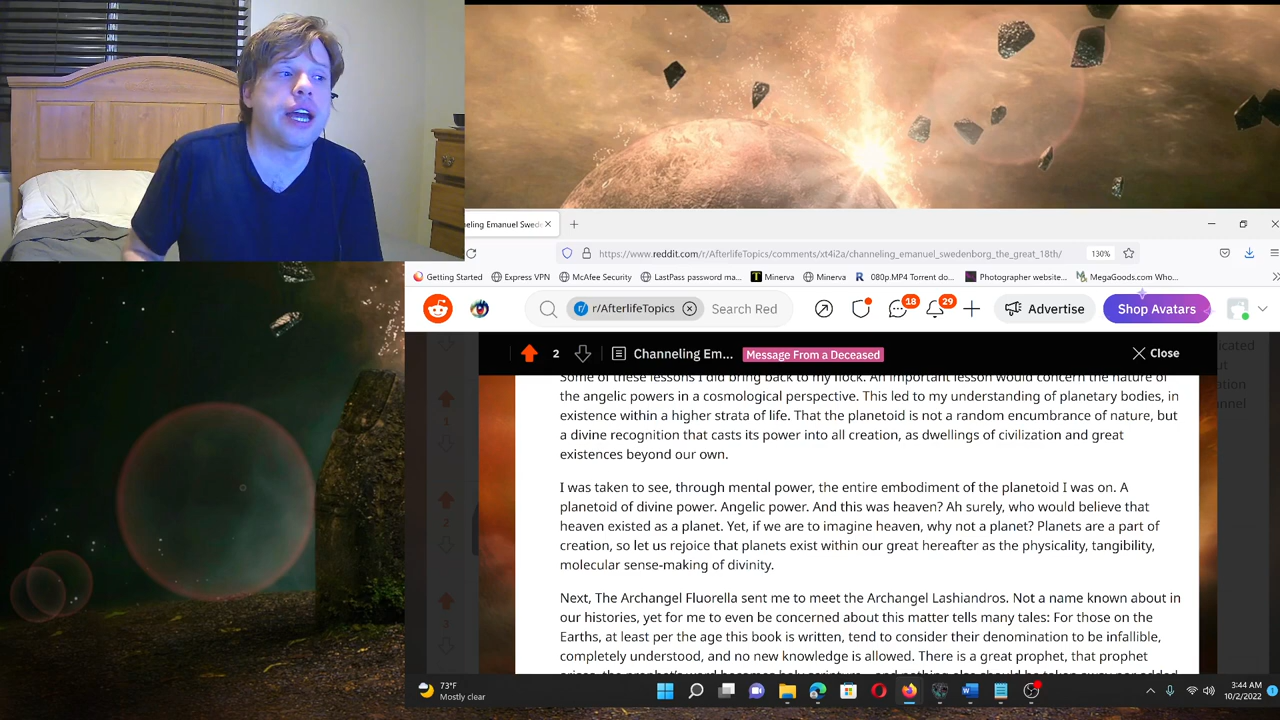 eling Emanuel Swed
https://www.reddit.com/r/AfterlifeTopics/comments/xt4i2a/channeling_emanuel_swedenborg_the_great_18th/
130%
Getting Started
Express VPN
McAfee Security
LastPass password ma...
Minerva
Minerva
080p.MP4 Torrent do...
Photographer website...
MegaGoods.com Who...
r/AfterlifeTopics
Search Red
18
29
Advertise
Shop Avatars
2
Channeling Em...
Message From a Deceased
Close
Some of these lessons I did bring back to my flock. An important lesson would concern the nature of
the angelic powers in a cosmological perspective. This led to my understanding of planetary bodies, in
existence within a higher strata of life. That the planetoid is not a random encumbrance of nature, but
a divine recognition that casts its power into all creation, as dwellings of civilization and great
existences beyond our own.
I was taken to see, through mental power, the entire embodiment of the planetoid I was on. A
planetoid of divine power. Angelic power. And this was heaven? Ah surely, who would believe that
heaven existed as a planet. Yet, if we are to imagine heaven, why not a planet? Planets are a part of
creation, so let us rejoice that planets exist within our great hereafter as the physicality, tangibility,
molecular sense-making of divinity.
Next, The Archangel Fluorella sent me to meet the Archangel Lashiandros. Not a name known about in
our histories, yet for me to even be concerned about this matter tells many tales: For those on the
Earths, at least per the age this book is written, tend to consider their denomination to be infallible,
completely understood, and no new knowledge is allowed. There is a great prophet, that prophet
73°F
Mostly clear
3:44 AM
10/2/2022